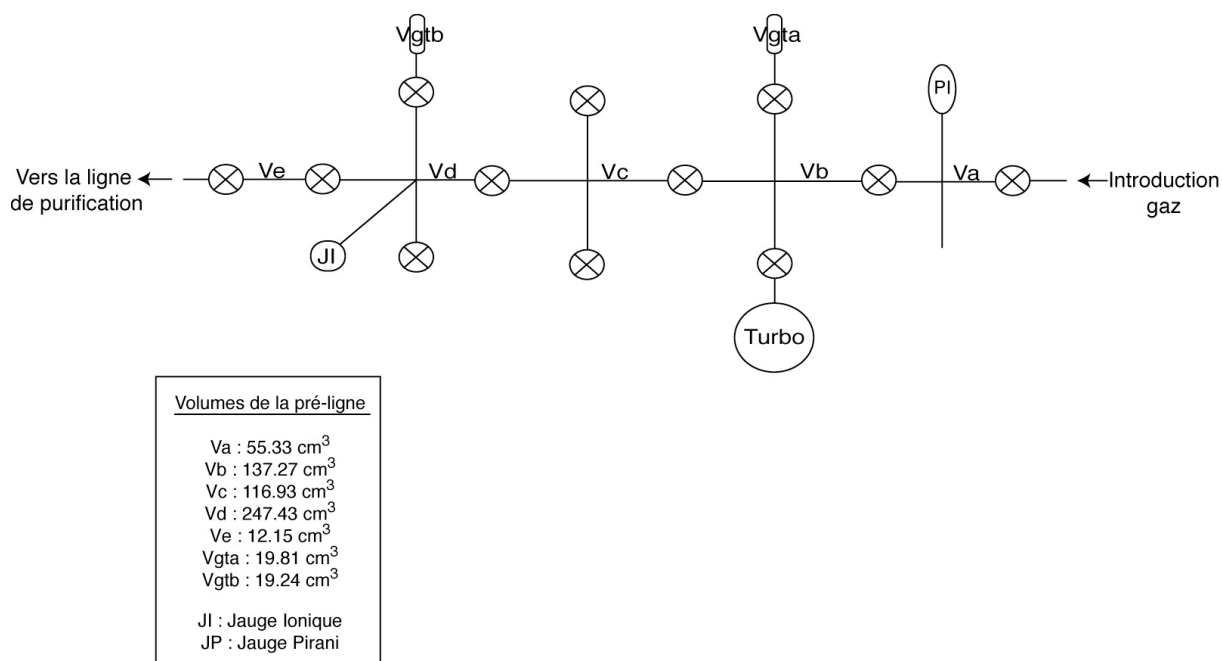 Vgtb
Vgta
PI
Vers la ligne
de purification
Ve
Vd
Vc
Vb
Va
Introduction
gaz
JI
Turbo
Volumes de la pré-ligne
Va : 55.33 cm³
Vb : 137.27 cm³
Vc : 116.93 cm³
Vd : 247.43 cm³
Ve : 12.15 cm³
Vgta : 19.81 cm³
Vgtb : 19.24 cm³
JI : Jauge Ionique
JP : Jauge Pirani